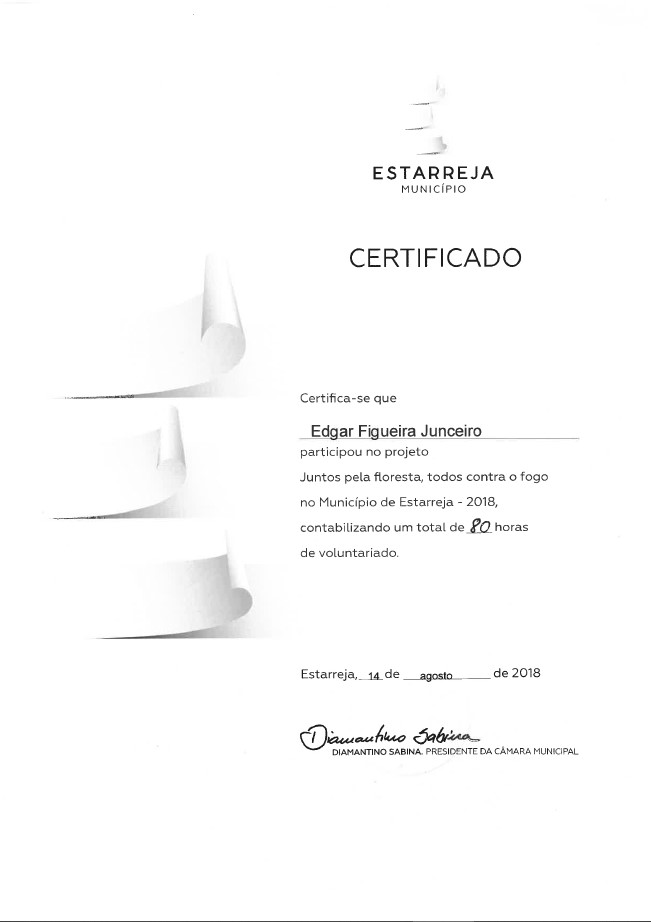 ESTARREJA
MUNICÍPIO
CERTIFICADO
Certifica-se que
Edgar Figueira Junceiro
participou no projeto
Juntos pela floresta, todos contra o fogo
no Município de Estarreja - 2018,
contabilizando um total de 80 horas
de voluntariado.
Estarreja, 14 de agosto de 2018
Diamantino Sabina
DIAMANTINO SABINA. PRESIDENTE DA CÂMARA MUNICIPAL